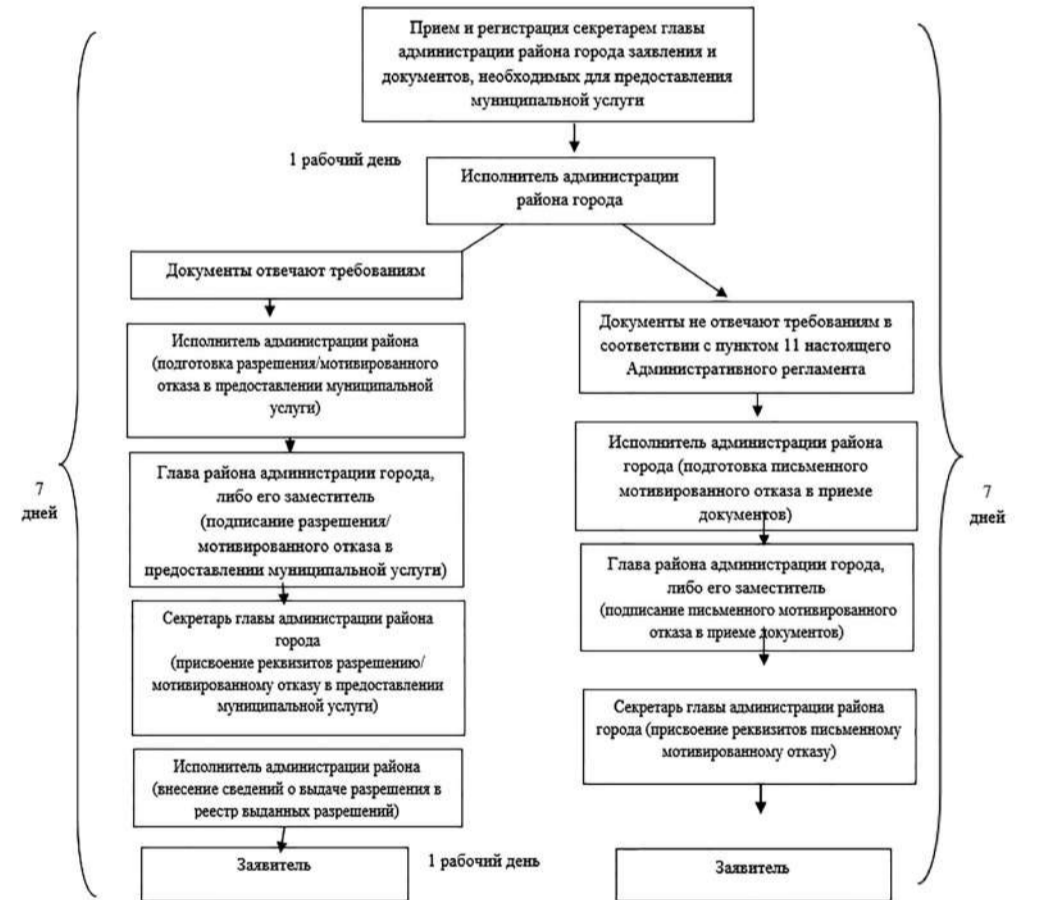 Прием и регистрация секретарем главы
администрации района города заявления и
документов, необходимых для предоставления
муниципальной услуги
1 рабочий день
Исполнитель администрации
района города
Документы отвечают требованиям
Исполнитель администрации района
(подготовка разрешения/мотивированного
отказа в предоставлении муниципальной
услуги)
Глава района администрации города,
либо его заместитель
(подписание разрешения/
мотивированного отказа в
предоставлении муниципальной услуги)
Секретарь главы администрации района
города
(присвоение реквизитов разрешению/
мотивированному отказу в предоставлении
муниципальной услуги)
Исполнитель администрации района
(внесение сведений о выдаче разрешения в
реестр выданных разрешений)
Заявитель
1 рабочий день
7
дней
Документы не отвечают требованиям в
соответствии с пунктом 11 настоящего
Административного регламента
Исполнитель администрации района
города (подготовка письменного
мотивированного отказа в приеме
документов)
Глава района администрации города,
либо его заместитель
(подписание письменного мотивированного
отказа в приеме документов)
Секретарь главы администрации района
города (присвоение реквизитов письменному
мотивированному отказу)
Заявитель
7
дней